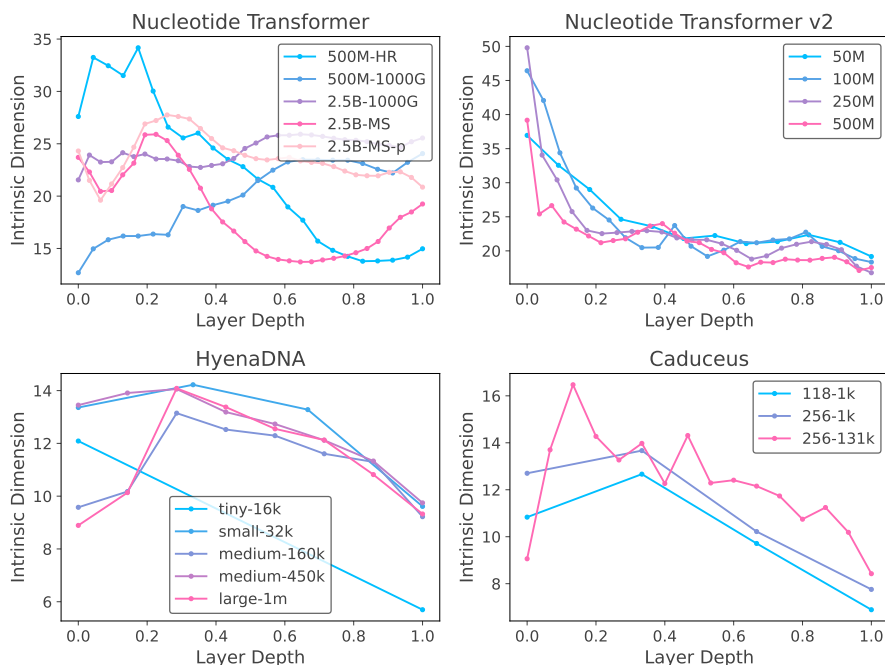 Nucleotide Transformer
35
30
25
20
15
0.0 0.2 0.4 0.6 0.8 1.0
Intrinsic Dimension
Layer Depth
500M-HR
500M-1000G
2.5B-1000G
2.5B-MS
2.5B-MS-p
Nucleotide Transformer v2
50
45
40
35
30
25
20
0.0 0.2 0.4 0.6 0.8 1.0
Intrinsic Dimension
Layer Depth
50M
100M
250M
500M
HyenaDNA
14
12
10
8
6
0.0 0.2 0.4 0.6 0.8 1.0
Intrinsic Dimension
Layer Depth
tiny-16k
small-32k
medium-160k
medium-450k
large-1m
Caduceus
16
14
12
10
8
0.0 0.2 0.4 0.6 0.8 1.0
Intrinsic Dimension
Layer Depth
118-1k
256-1k
256-131k